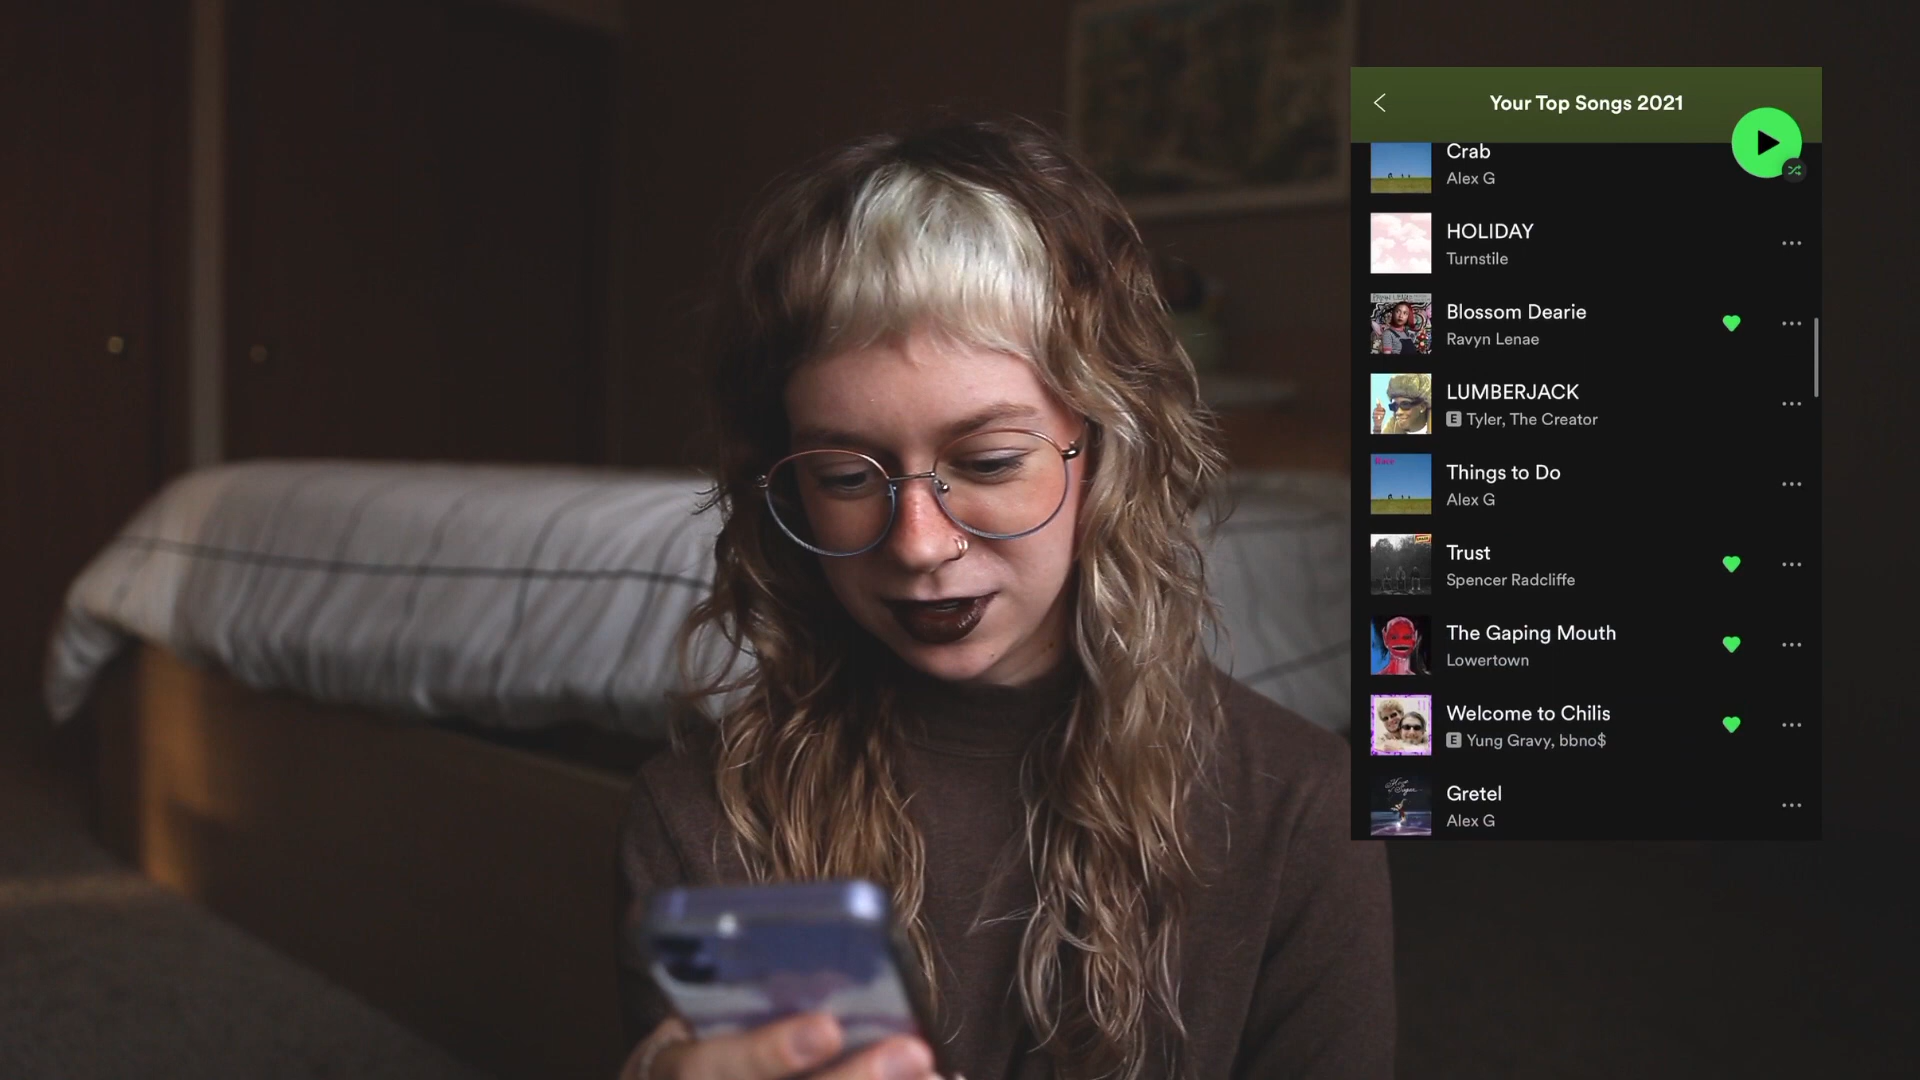 Your Top Songs 2021
Crab
Alex G
HOLIDAY
Turnstile
Blossom Dearie
Ravyn Lenae
LUMBERJACK
E Tyler, The Creator
Things to Do
Alex G
Trust
Spencer Radcliffe
The Gaping Mouth
Lowertown
Welcome to Chilis
E Yung Gravy, bbno$
Gretel
Alex G